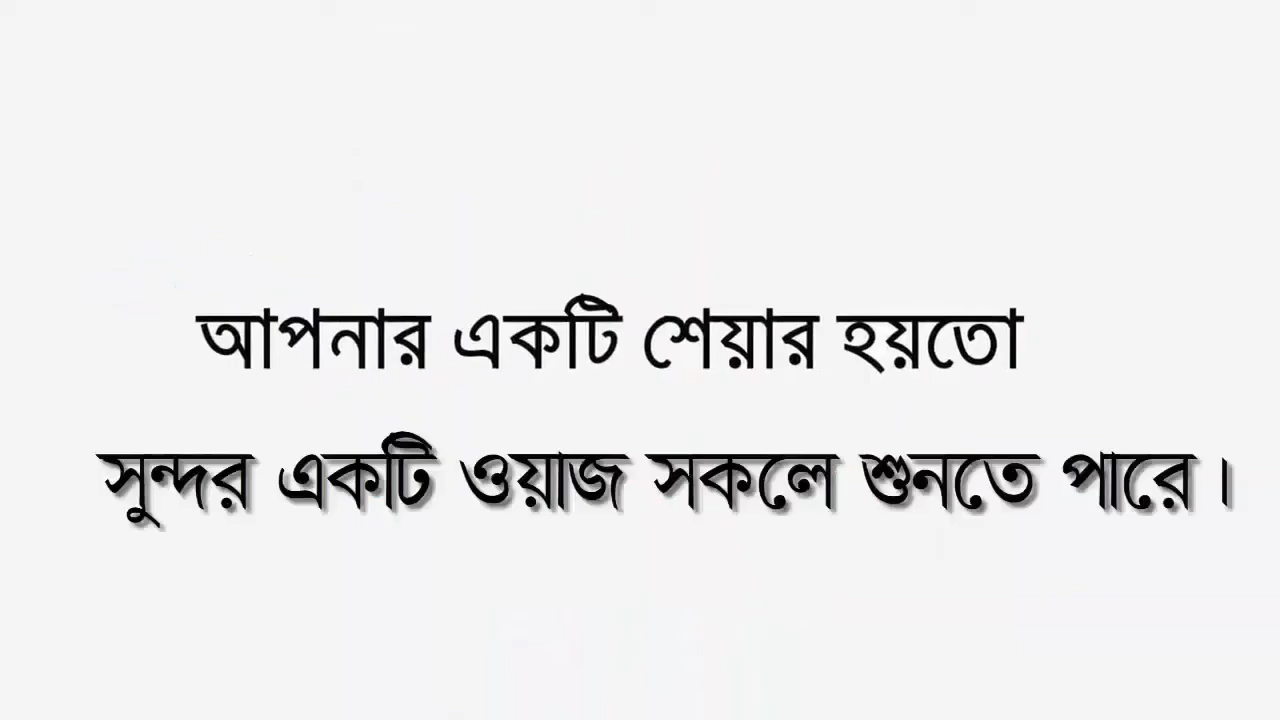 আপনার একটি শেয়ার হয়তো
সুন্দর একটি ওয়াজ সকলে শুনতে পারে।